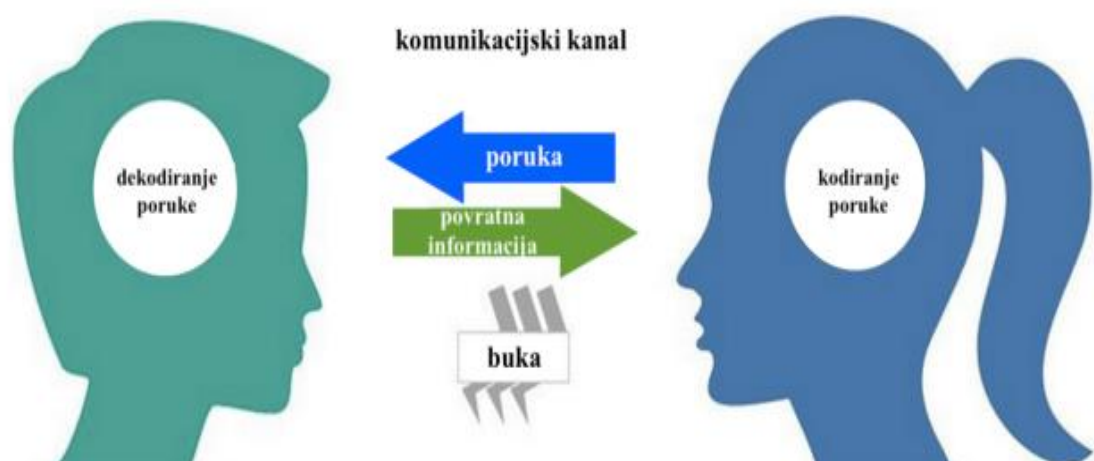 komunikacijski kanal
dekodiranje
poruke
poruka
povratna
informacija
buka
kodiranje
poruke